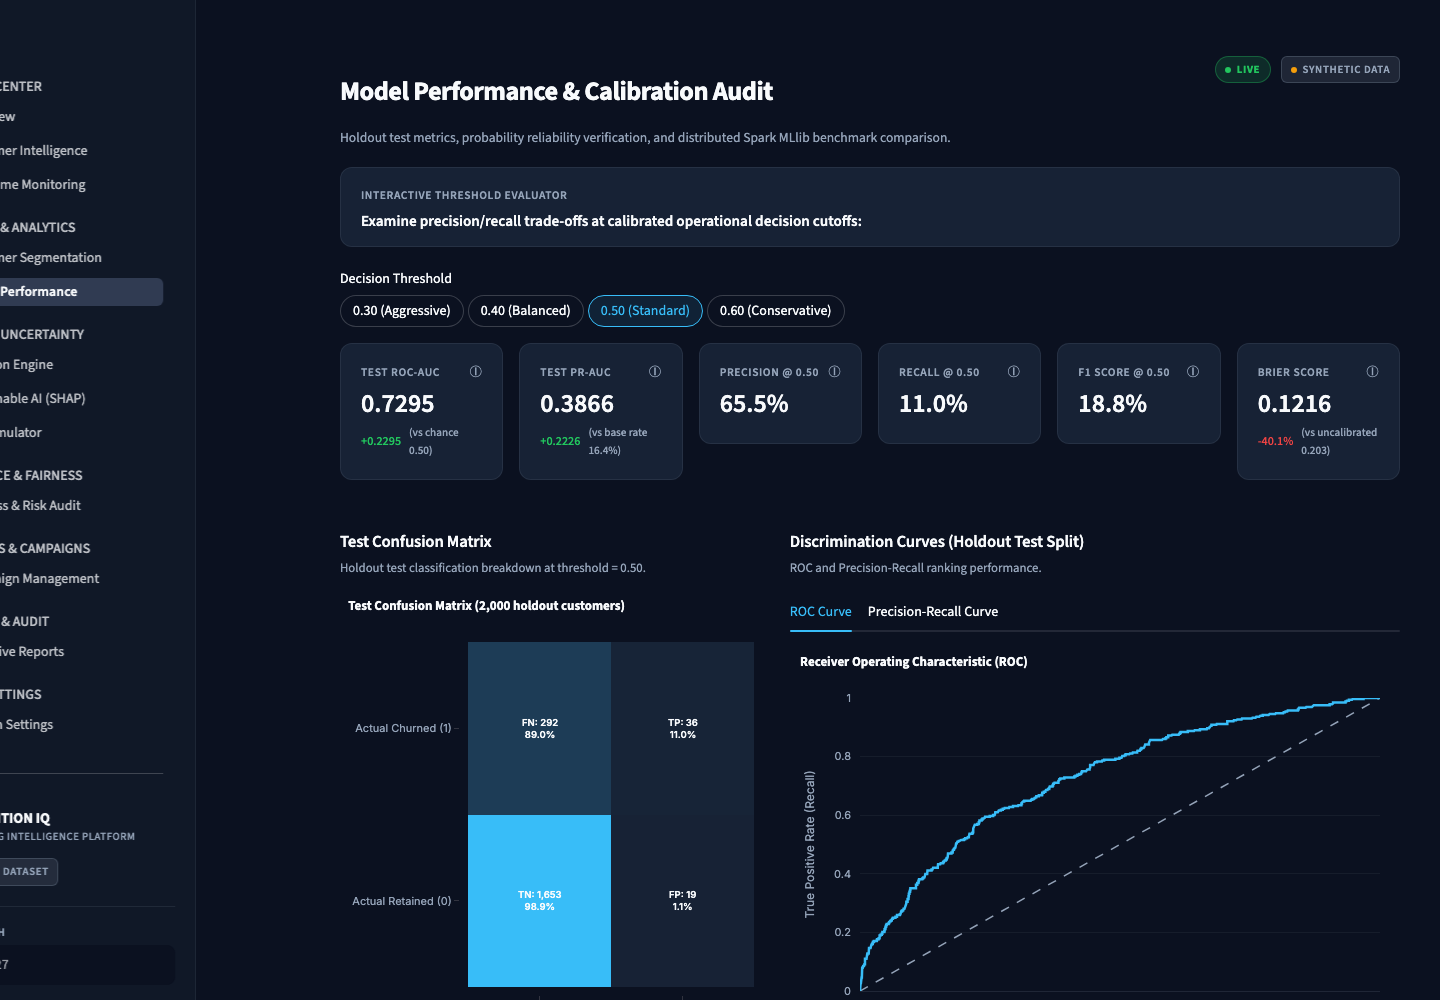 CENTER
ew
ner Intelligence
me Monitoring
& ANALYTICS
ner Segmentation
Performance
UNCERTAINTY
on Engine
nable AI (SHAP)
mulator
CE & FAIRNESS
ss & Risk Audit
S & CAMPAIGNS
aign Management
& AUDIT
ive Reports
TTINGS
n Settings
TION IQ
G INTELLIGENCE PLATFORM
DATASET
H
27
LIVE
SYNTHETIC DATA
Model Performance & Calibration Audit
Holdout test metrics, probability reliability verification, and distributed Spark MLlib benchmark comparison.
INTERACTIVE THRESHOLD EVALUATOR
Examine precision/recall trade-offs at calibrated operational decision cutoffs:
Decision Threshold
0.30 (Aggressive)
0.40 (Balanced)
0.50 (Standard)
0.60 (Conservative)
TEST ROC-AUC
0.7295
+0.2295
(vs chance
0.50)
TEST PR-AUC
0.3866
+0.2226
(vs base rate
16.4%)
PRECISION @ 0.50
65.5%
RECALL @ 0.50
11.0%
F1 SCORE @ 0.50
18.8%
BRIER SCORE
0.1216
-40.1%
(vs uncalibrated
0.203)
Test Confusion Matrix
Holdout test classification breakdown at threshold = 0.50.
Test Confusion Matrix (2,000 holdout customers)
Actual Churned (1)
FN: 292
89.0%
TP: 36
11.0%
Actual Retained (0)
TN: 1,653
98.9%
FP: 19
1.1%
Discrimination Curves (Holdout Test Split)
ROC and Precision-Recall ranking performance.
ROC Curve
Precision-Recall Curve
Receiver Operating Characteristic (ROC)
True Positive Rate (Recall)
1
0.8
0.6
0.4
0.2
0